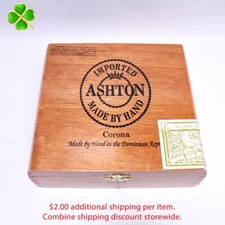 IMPORTED
ASHTON
MADE BY HAND
Corona
Made by Hand in the Dominican Rep
$2.00 additional shipping per item.
Combine shipping discount storewide.